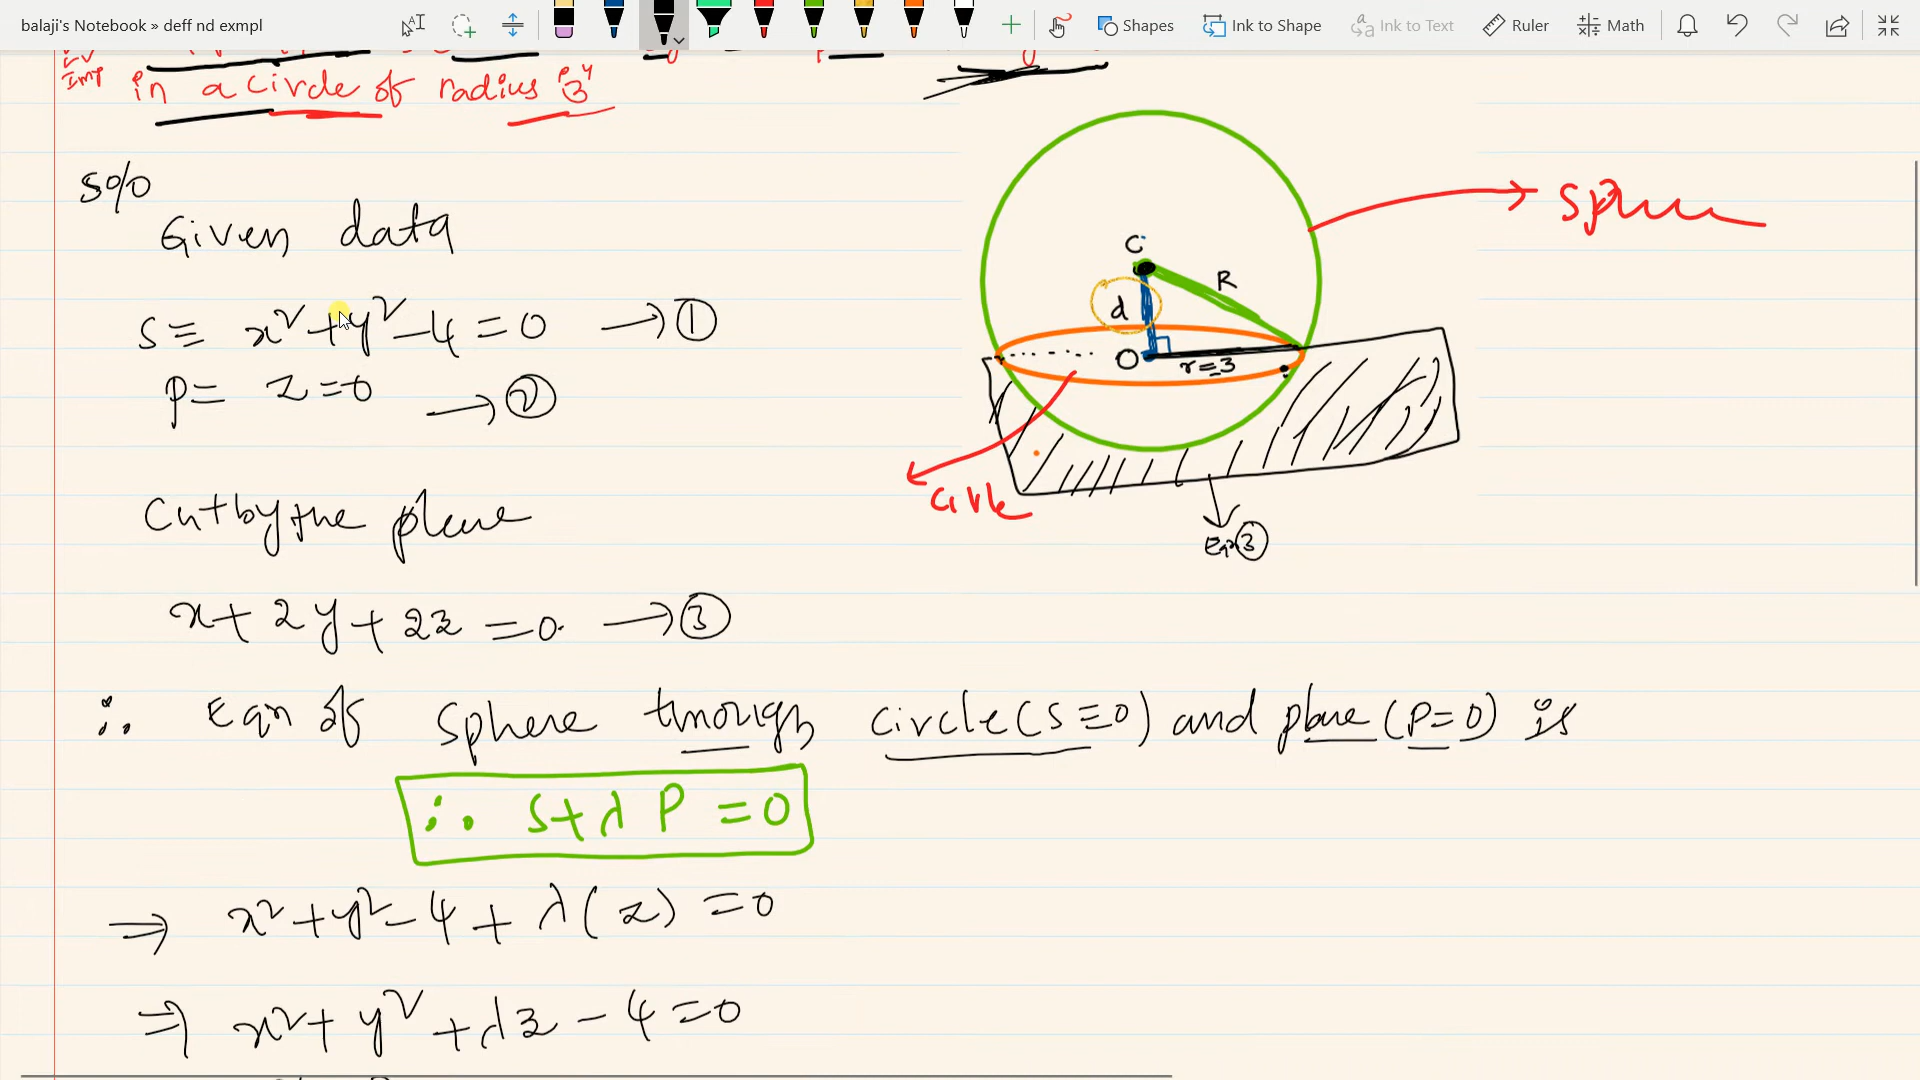 balaji's Notebook » deff nd exmpl
Shapes
Ink to Shape
Ink to Text
Ruler
Math
Imp in a circle of radius '3'
S%
Given data
S≡ x²+y²-4=0 → ①
P= z=0 → ②
Cut by the plane
x+2y+2z=0. → ③
∴ Eqn of Sphere through circle(S≡0) and plane (P=0) is
∴ S+λP=0
⇒ x²+y²-4+λ(z)=0
⇒ x²+y²+λz-4=0
C
R
d
O
r=3
Sphere
Circle
Eqn③